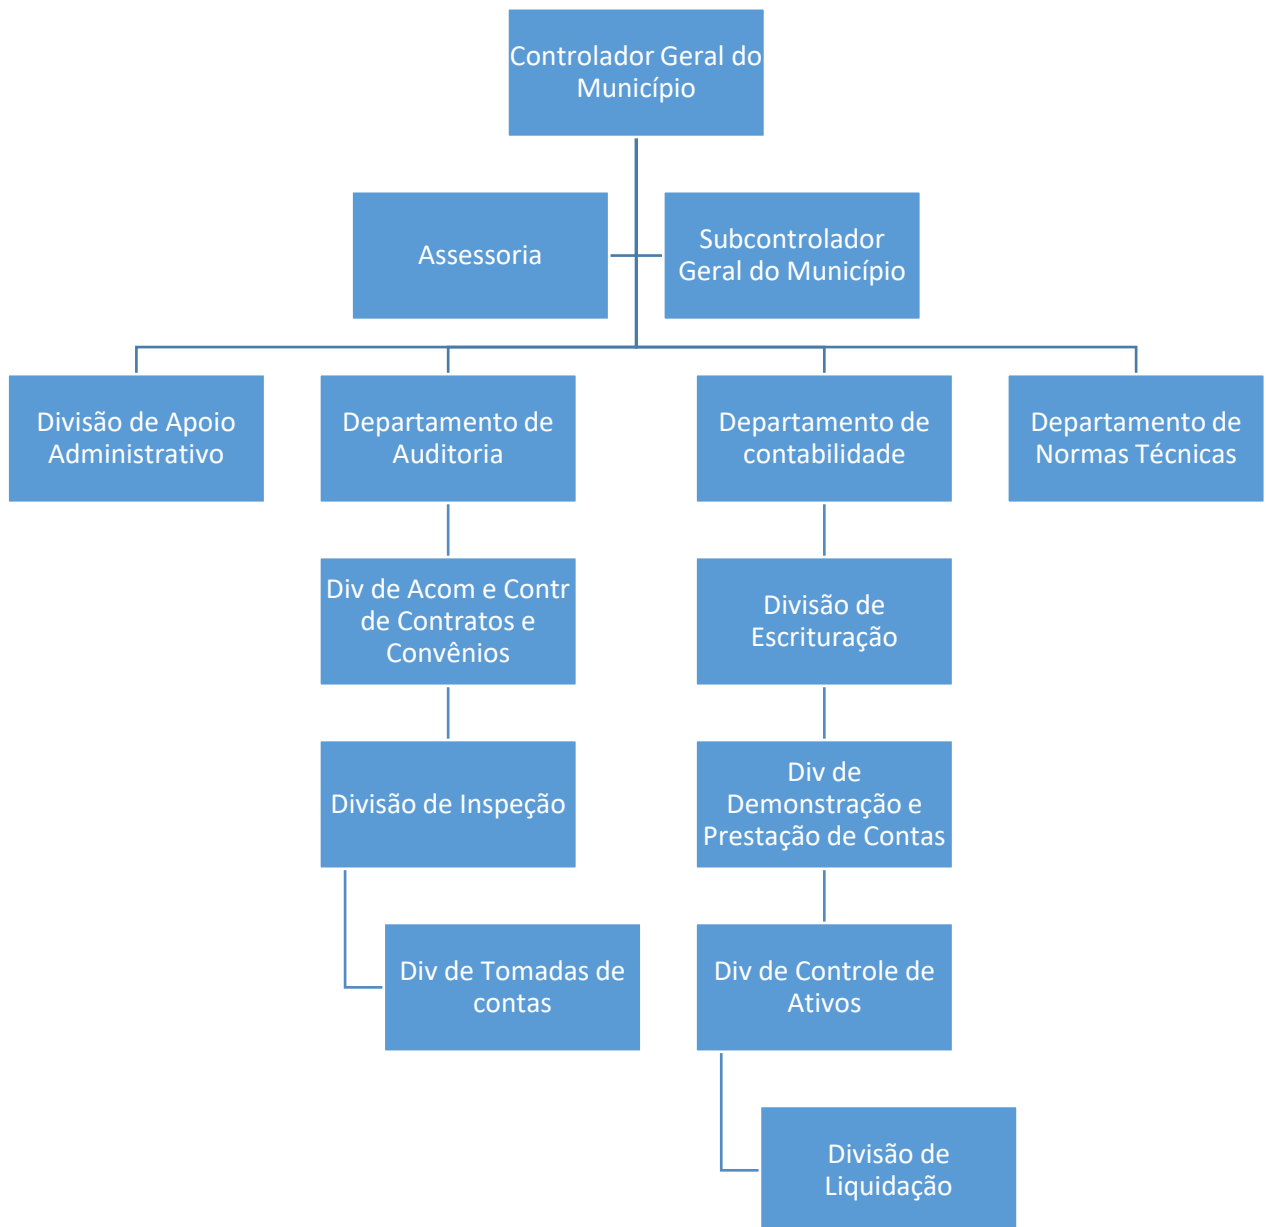 Controlador Geral do
Município
Assessoria
Subcontrolador
Geral do Município
Divisão de Apoio
Administrativo
Departamento de
Auditoria
Departamento de
contabilidade
Departamento de
Normas Técnicas
Div de Acom e Contr
de Contratos e
Convênios
Divisão de
Escrituração
Divisão de Inspeção
Div de
Demonstração e
Prestação de Contas
Div de Tomadas de
contas
Div de Controle de
Ativos
Divisão de
Liquidação